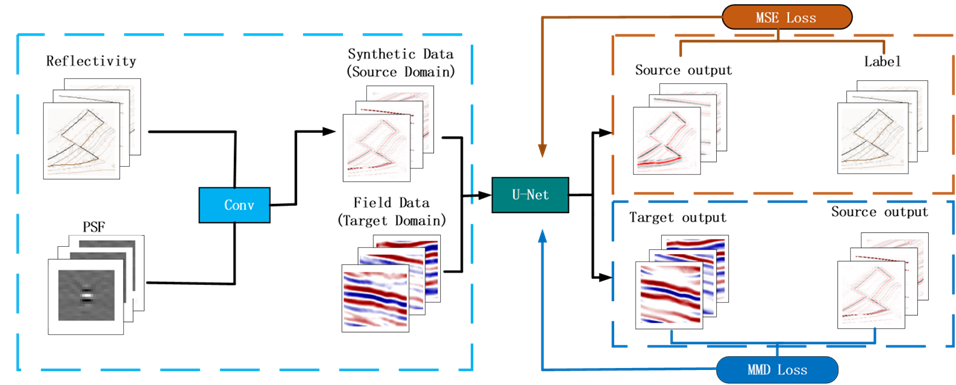 MSE Loss
Reflectivity
Synthetic Data
(Source Domain)
Source output
Label
Conv
U-Net
PSF
Field Data
(Target Domain)
Target output
Source output
MMD Loss